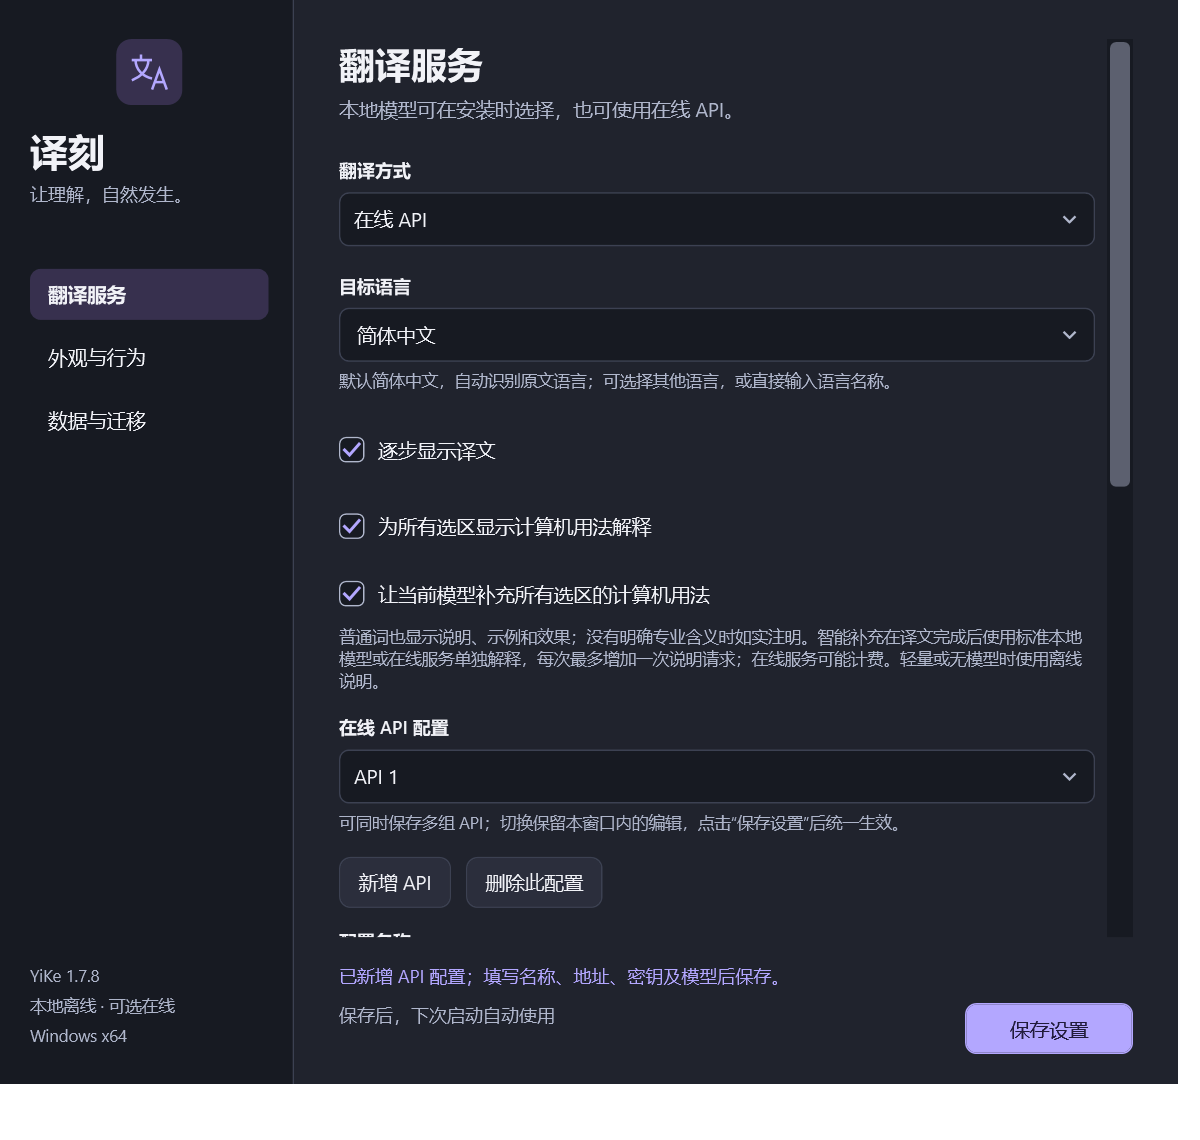 文A
译刻
让理解，自然发生。
翻译服务
外观与行为
数据与迁移
YiKe 1.7.8
本地离线 · 可选在线
Windows x64
翻译服务
本地模型可在安装时选择，也可使用在线 API。
翻译方式
在线 API
目标语言
简体中文
默认简体中文，自动识别原文语言；可选择其他语言，或直接输入语言名称。
逐步显示译文
为所有选区显示计算机用法解释
让当前模型补充所有选区的计算机用法
普通词也显示说明、示例和效果；没有明确专业含义时如实注明。智能补充在译文完成后使用标准本地
模型或在线服务单独解释，每次最多增加一次说明请求；在线服务可能计费。轻量或无模型时使用离线
说明。
在线 API 配置
API 1
可同时保存多组 API；切换保留本窗口内的编辑，点击“保存设置”后统一生效。
新增 API
删除此配置
配置名称
已新增 API 配置；填写名称、地址、密钥及模型后保存。
保存后，下次启动自动使用
保存设置